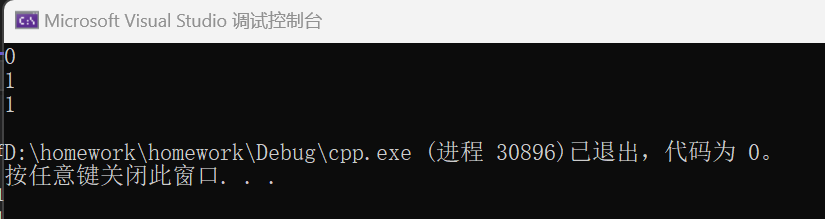 Microsoft Visual Studio 调试控制台
0
1
1
D:\homework\homework\Debug\cpp.exe (进程 30896)已退出，代码为 0。
按任意键关闭此窗口. . .